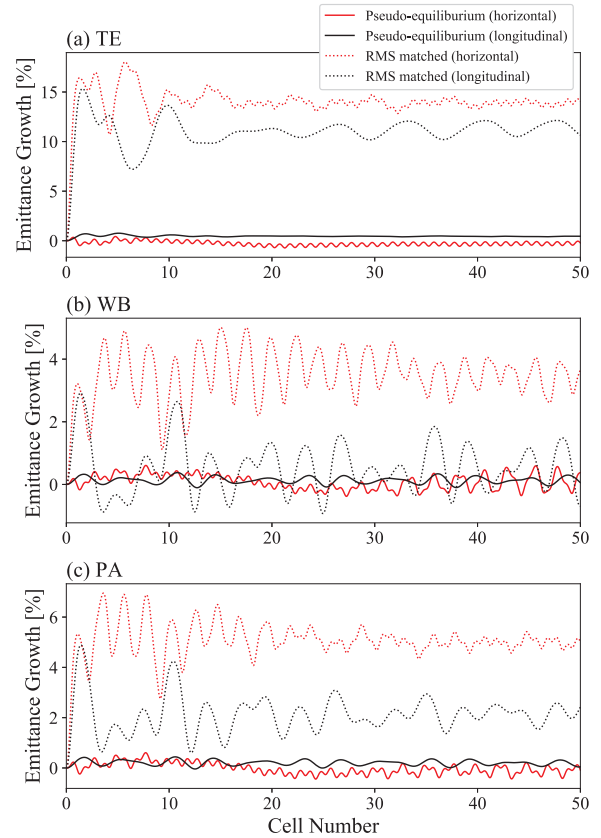 Pseudo-equiliburium (horizontal)
Pseudo-equiliburium (longitudinal)
RMS matched (horizontal)
RMS matched (longitudinal)
(a) TE
Emittance Growth [%]
15
10
5
0
0 10 20 30 40 50
(b) WB
Emittance Growth [%]
4
2
0
0 10 20 30 40 50
(c) PA
Emittance Growth [%]
6
4
2
0
0 10 20 30 40 50
Cell Number